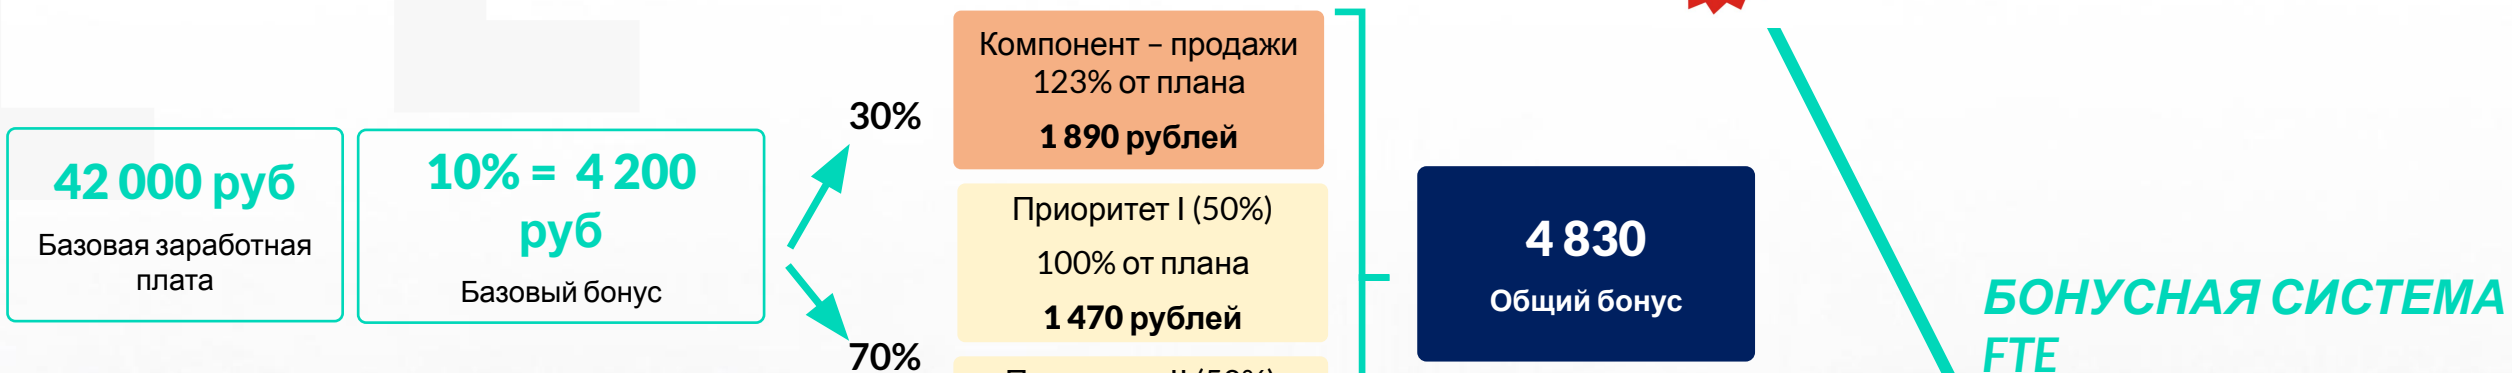 42 000 руб
Базовая заработная
плата
10% = 4 200
руб
Базовый бонус
30%
70%
Компонент – продажи
123% от плана
1 890 рублей
Приоритет I (50%)
100% от плана
1 470 рублей
4 830
Общий бонус
БОНУСНАЯ СИСТЕМА
FTE